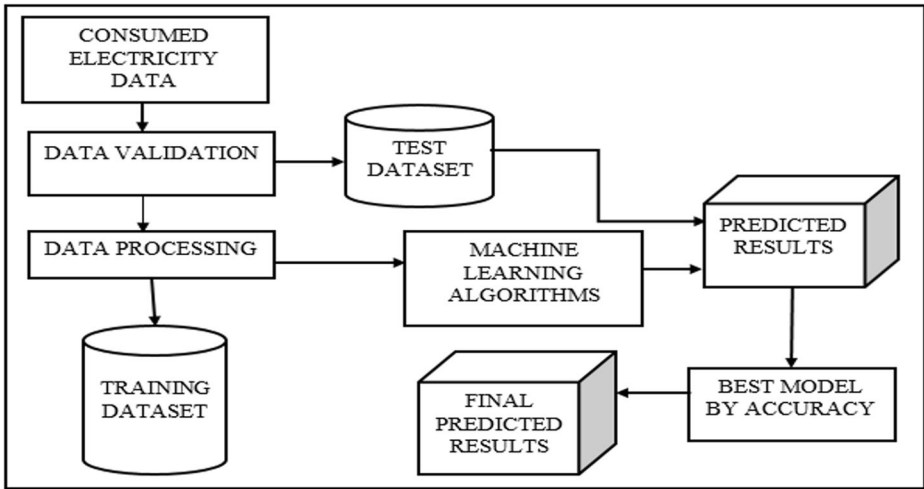 CONSUMED
ELECTRICITY
DATA
DATA VALIDATION
TEST
DATASET
DATA PROCESSING
MACHINE
LEARNING
ALGORITHMS
PREDICTED
RESULTS
TRAINING
DATASET
FINAL
PREDICTED
RESULTS
BEST MODEL
BY ACCURACY